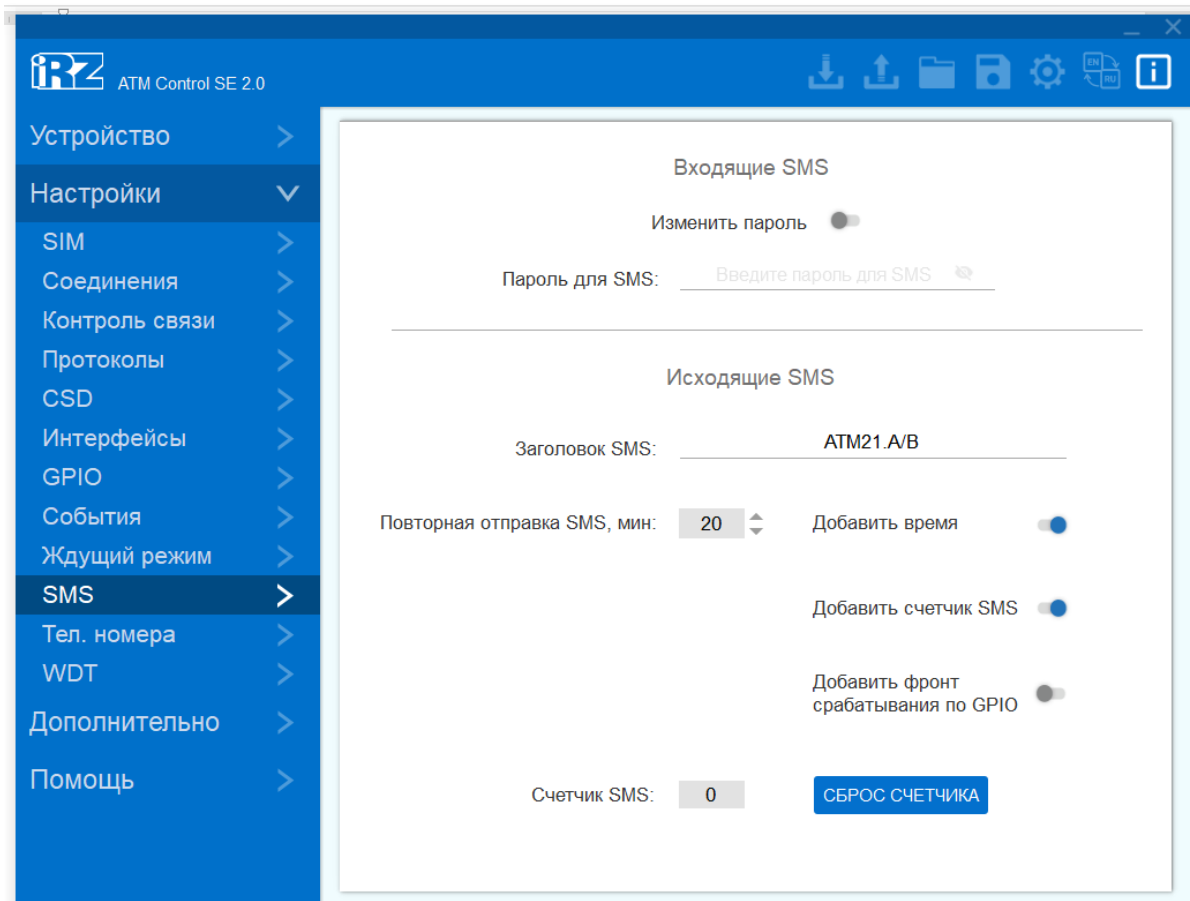 iRZ ATM Control SE 2.0
EN
RU
i
Устройство
Настройки
SIM
Соединения
Контроль связи
Протоколы
CSD
Интерфейсы
GPIO
События
Ждущий режим
SMS
Тел. номера
WDT
Дополнительно
Помощь
Входящие SMS
Изменить пароль
Пароль для SMS: Введите пароль для SMS
Исходящие SMS
Заголовок SMS: ATM21.A/B
Повторная отправка SMS, мин: 20 Добавить время
Добавить счетчик SMS
Добавить фронт
срабатывания по GPIO
Счетчик SMS: 0 СБРОС СЧЕТЧИКА